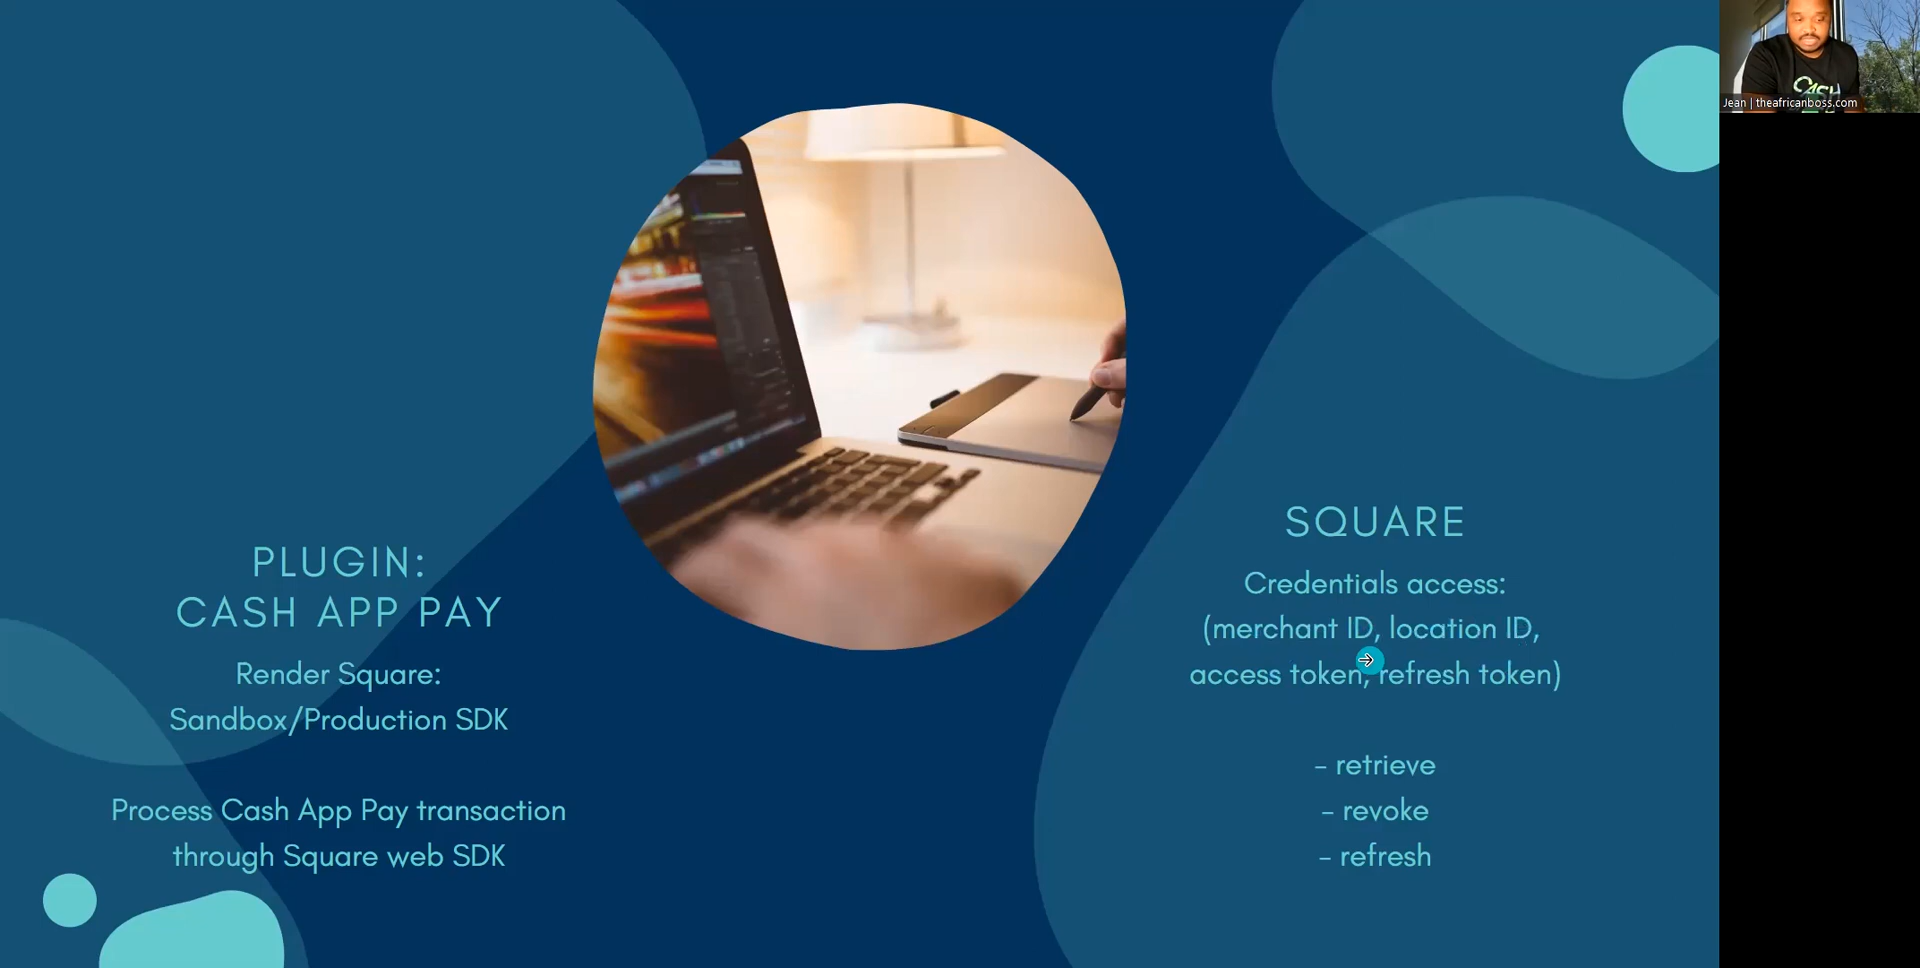 PLUGIN:
CASH APP PAY
Render Square:
Sandbox/Production SDK
Process Cash App Pay transaction
through Square web SDK
SQUARE
Credentials access:
(merchant ID, location ID,
access token, refresh token)
- retrieve
- revoke
- refresh
CASH
Jean | theafricanboss.com